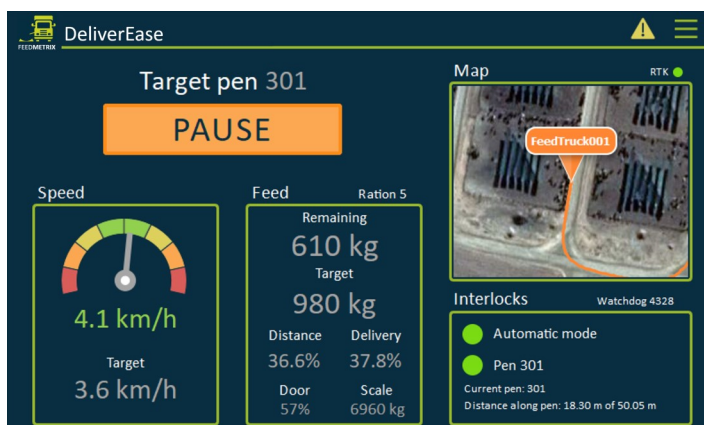 DeliverEase
FEEDMETRIX
Target pen 301
PAUSE
Speed
4.1 km/h
Target
3.6 km/h
Feed Ration 5
Remaining
610 kg
Target
980 kg
Distance Delivery
36.6% 37.8%
Door Scale
57% 6960 kg
Map RTK
FeedTruck001
Interlocks Watchdog 4328
Automatic mode
Pen 301
Current pen: 301
Distance along pen: 18.30 m of 50.05 m